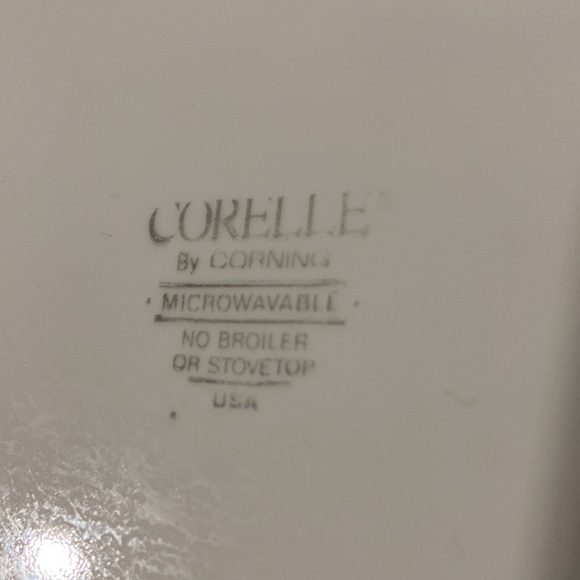 CORELLE®
By CORNING
· MICROWAVABLE ·
NO BROILER
OR STOVETOP
USA